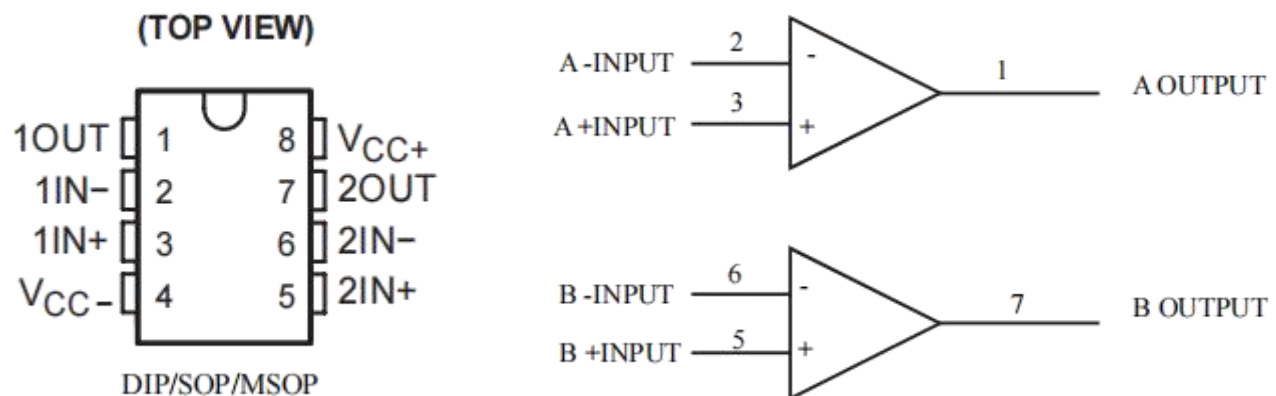 (TOP VIEW)
1OUT 1 8 VCC+
1IN− 2 7 2OUT
1IN+ 3 6 2IN−
VCC− 4 5 2IN+
DIP/SOP/MSOP
A -INPUT 2 -
A +INPUT 3 +
1 A OUTPUT
B -INPUT 6 -
B +INPUT 5 +
7 B OUTPUT